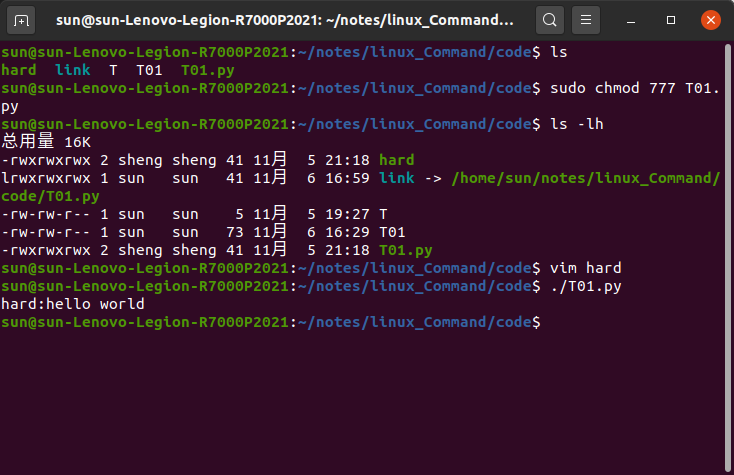 sun@sun-Lenovo-Legion-R7000P2021: ~/notes/linux_Command...
sun@sun-Lenovo-Legion-R7000P2021:~/notes/linux_Command/code$ ls
hard  link  T  T01  T01.py
sun@sun-Lenovo-Legion-R7000P2021:~/notes/linux_Command/code$ sudo chmod 777 T01.
py
sun@sun-Lenovo-Legion-R7000P2021:~/notes/linux_Command/code$ ls -lh
总用量 16K
-rwxrwxrwx 2 sheng sheng 41 11月  5 21:18 hard
lrwxrwxrwx 1 sun   sun   41 11月  6 16:59 link -> /home/sun/notes/linux_Command/
code/T01.py
-rw-rw-r-- 1 sun   sun    5 11月  5 19:27 T
-rw-rw-r-- 1 sun   sun   73 11月  6 16:29 T01
-rwxrwxrwx 2 sheng sheng 41 11月  5 21:18 T01.py
sun@sun-Lenovo-Legion-R7000P2021:~/notes/linux_Command/code$ vim hard
sun@sun-Lenovo-Legion-R7000P2021:~/notes/linux_Command/code$ ./T01.py
hard:hello world
sun@sun-Lenovo-Legion-R7000P2021:~/notes/linux_Command/code$